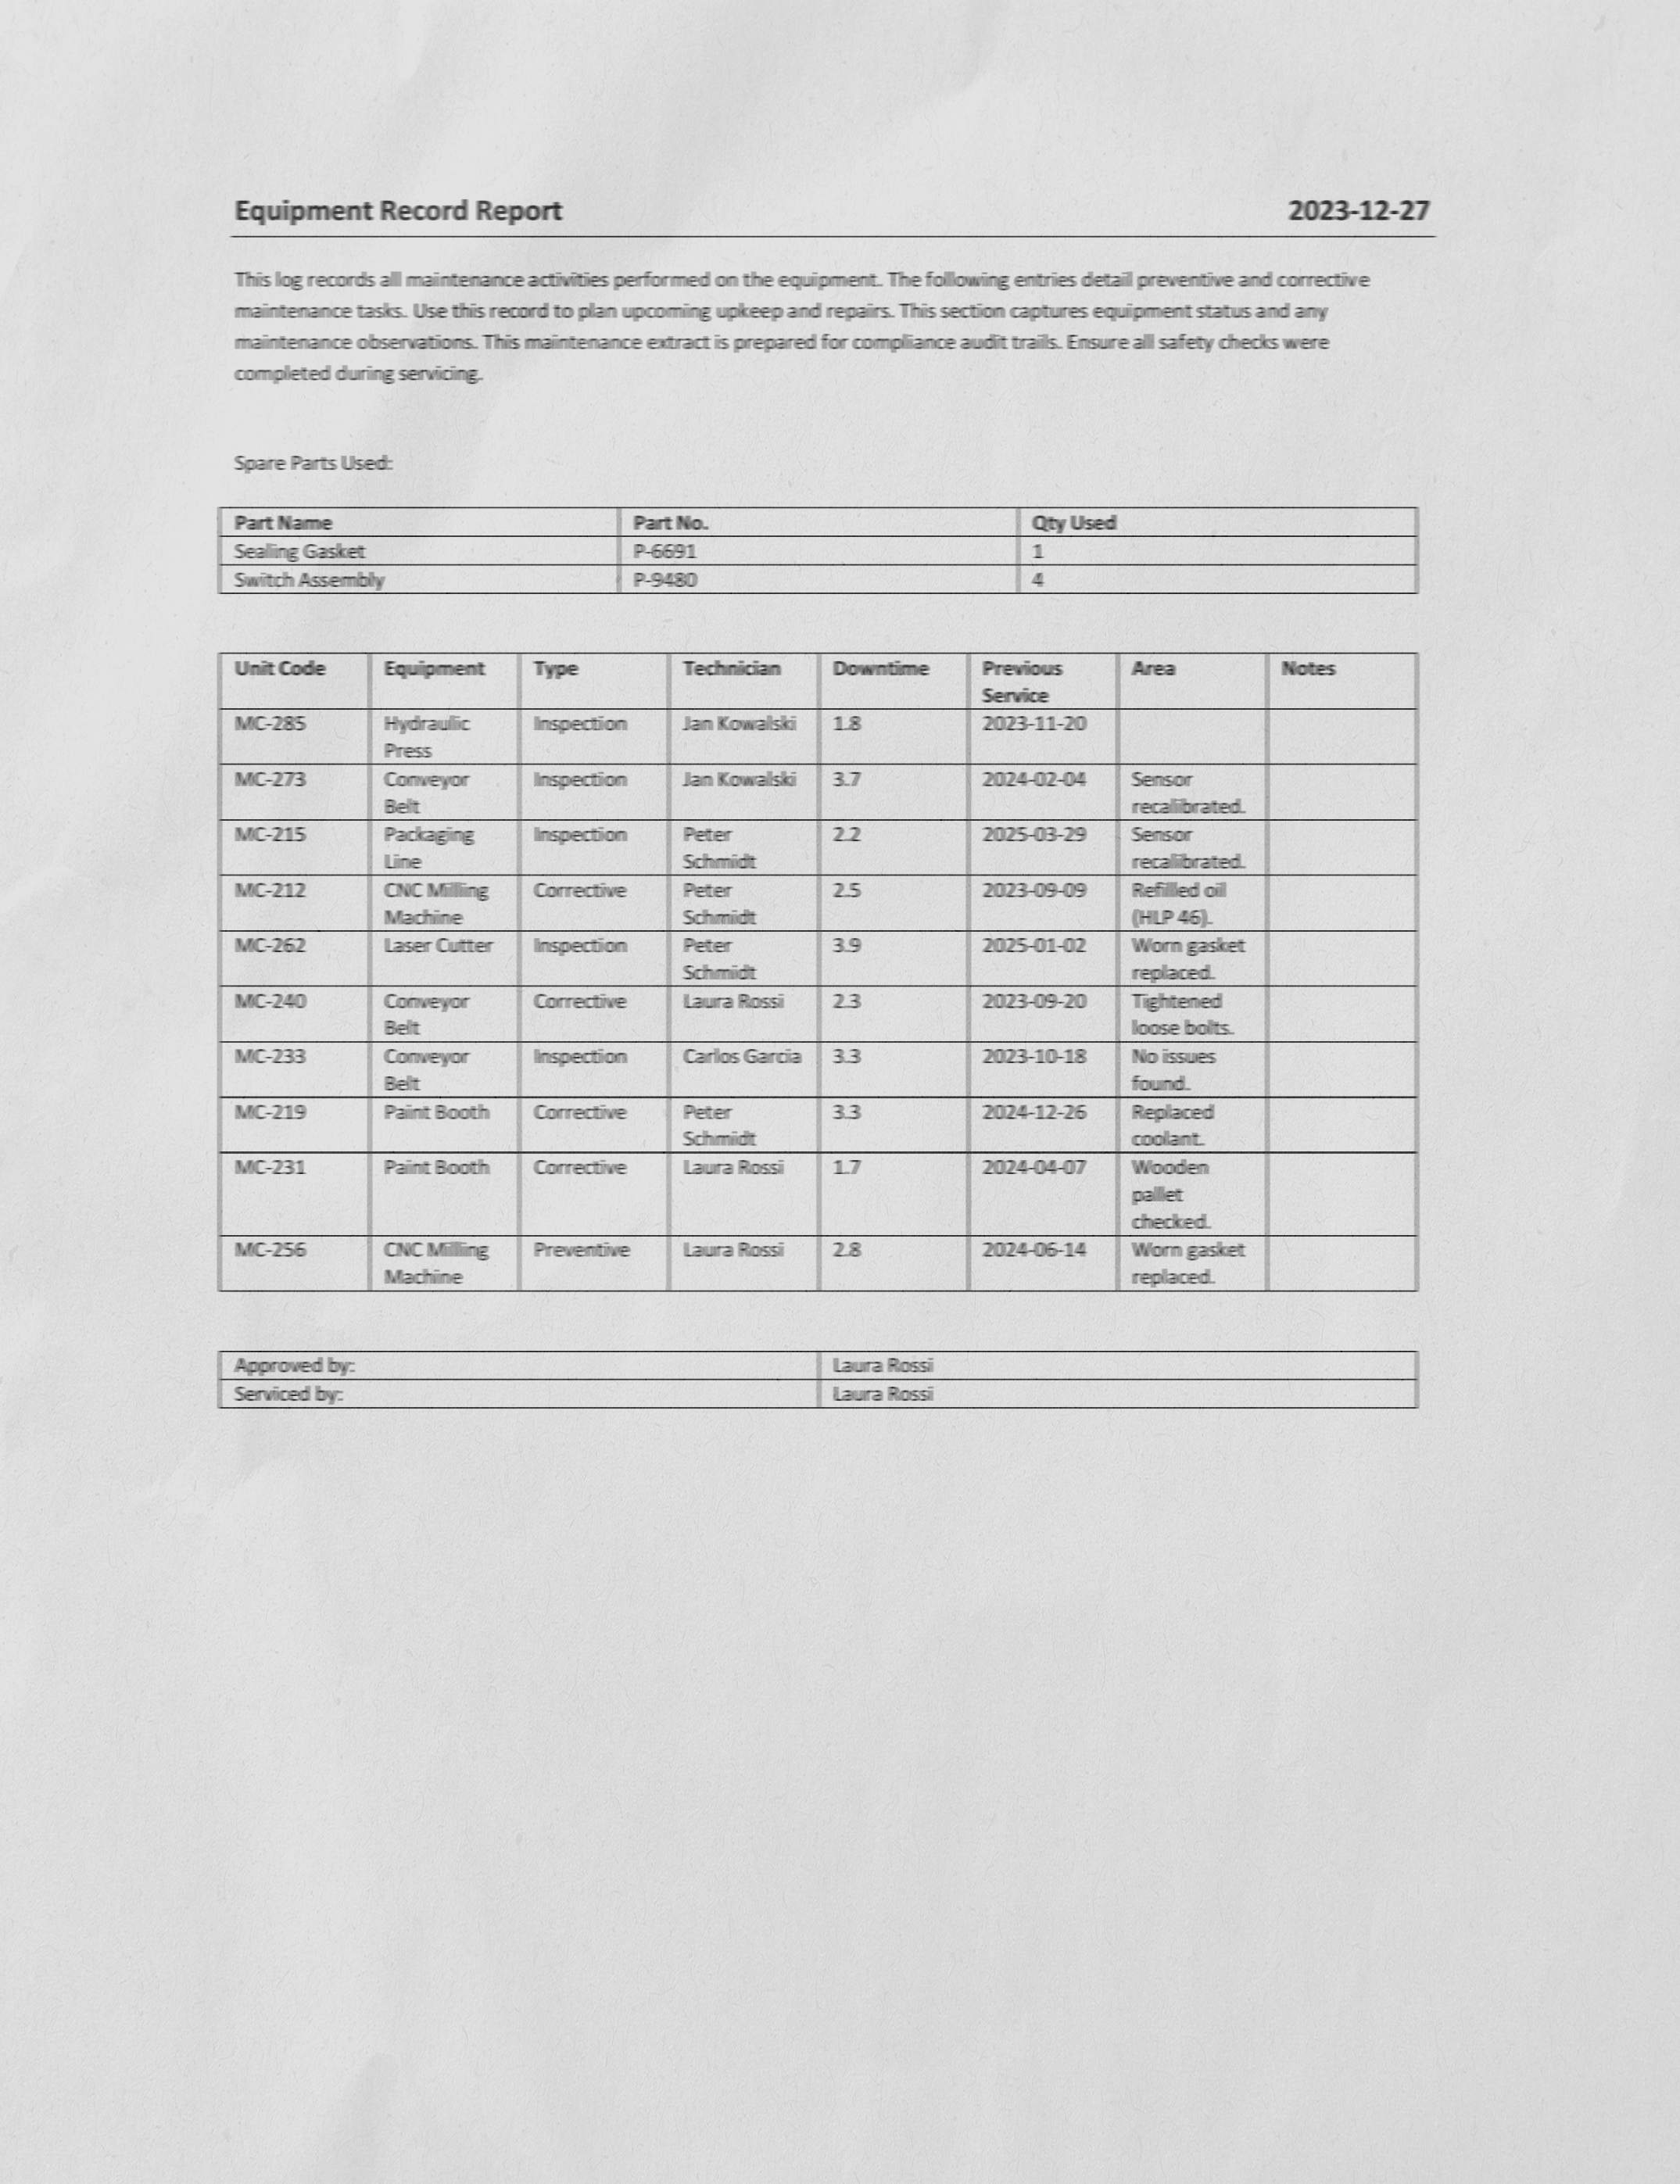 Equipment Record Report 2023-12-27
This log records all maintenance activities performed on the equipment. The following entries detail preventive and corrective
maintenance tasks. Use this record to plan upcoming upkeep and repairs. This section captures equipment status and any
maintenance observations. This maintenance extract is prepared for compliance audit trails. Ensure all safety checks were
completed during servicing.
Spare Parts Used:
Part Name Part No. Qty Used
Sealing Gasket P-6691 1
Switch Assembly P-9480 4
Unit Code Equipment Type Technician Downtime Previous Area Notes
Service
MC-285 Hydraulic Inspection Jan Kowalski 1.8 2023-11-20
Press
MC-273 Conveyor Inspection Jan Kowalski 3.7 2024-02-04 Sensor
Belt recalibrated.
MC-215 Packaging Inspection Peter 2.2 2025-03-29 Sensor
Line Schmidt recalibrated.
MC-212 CNC Milling Corrective Peter 2.5 2023-09-09 Refilled oil
Machine Schmidt (HLP 46).
MC-262 Laser Cutter Inspection Peter 3.9 2025-01-02 Worn gasket
Schmidt replaced.
MC-240 Conveyor Corrective Laura Rossi 2.3 2023-09-20 Tightened
Belt loose bolts.
MC-233 Conveyor Inspection Carlos Garcia 3.3 2023-10-18 No issues
Belt found.
MC-219 Paint Booth Corrective Peter 3.3 2024-12-26 Replaced
Schmidt coolant.
MC-231 Paint Booth Corrective Laura Rossi 1.7 2024-04-07 Wooden
pallet
checked.
MC-256 CNC Milling Preventive Laura Rossi 2.8 2024-06-14 Worn gasket
Machine replaced.
Approved by: Laura Rossi
Serviced by: Laura Rossi